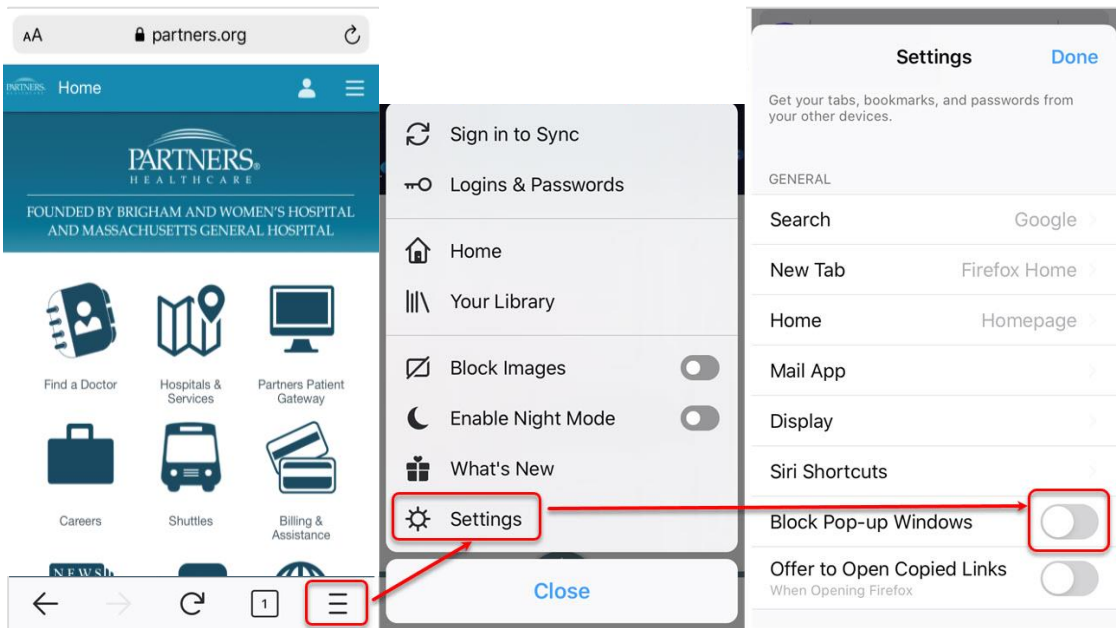 AA partners.org
PARTNERS Home
PARTNERS®
HEALTHCARE
FOUNDED BY BRIGHAM AND WOMEN'S HOSPITAL
AND MASSACHUSETTS GENERAL HOSPITAL
Find a Doctor
Hospitals &
Services
Partners Patient
Gateway
Careers
Shuttles
Billing &
Assistance
NEWS
1
Sign in to Sync
Logins & Passwords
Home
Your Library
Block Images
Enable Night Mode
What's New
Settings
Close
Settings Done
Get your tabs, bookmarks, and passwords from
your other devices.
GENERAL
Search Google
New Tab Firefox Home
Home Homepage
Mail App
Display
Siri Shortcuts
Block Pop-up Windows
Offer to Open Copied Links
When Opening Firefox